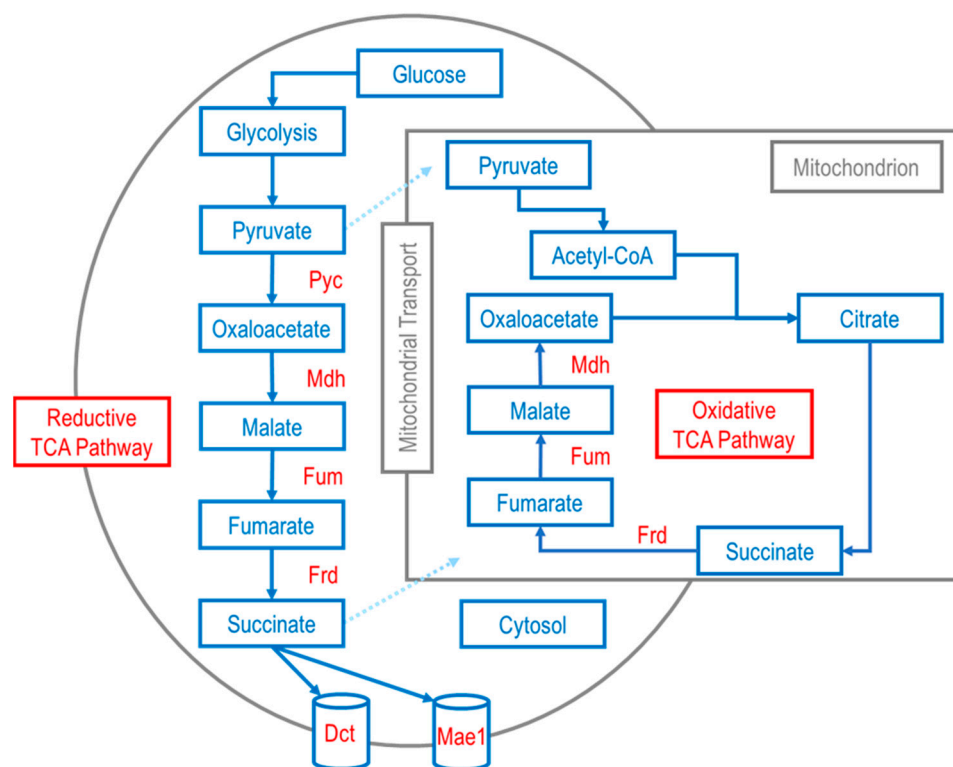 Glucose
Glycolysis
Pyruvate
Pyc
Oxaloacetate
Mdh
Malate
Fum
Fumarate
Frd
Succinate
Dct
Mae1
Cytosol
Reductive
TCA Pathway
Mitochondrial Transport
Mitochondrion
Pyruvate
Acetyl-CoA
Oxaloacetate
Citrate
Mdh
Malate
Oxidative
TCA Pathway
Fum
Fumarate
Frd
Succinate